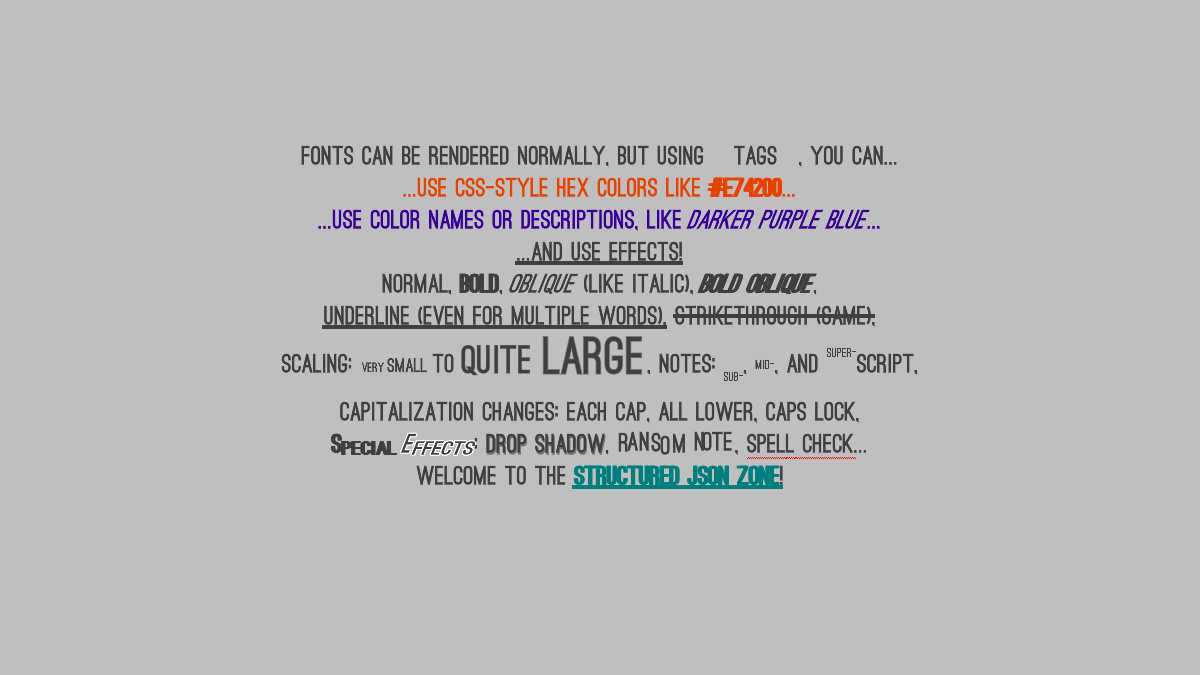 FONTS CAN BE RENDERED NORMALLY, BUT USING TAGS , YOU CAN...
...USE CSS-STYLE HEX COLORS LIKE #E74200...
...USE COLOR NAMES OR DESCRIPTIONS, LIKE DARKER PURPLE BLUE...
...AND USE EFFECTS!
NORMAL, BOLD, OBLIQUE (LIKE ITALIC), BOLD OBLIQUE,
UNDERLINE (EVEN FOR MULTIPLE WORDS), STRIKETHROUGH (SAME),
SCALING: VERY SMALL TO QUITE LARGE, NOTES: SUB-, MID-, AND SUPER-SCRIPT,
CAPITALIZATION CHANGES: EACH CAP, ALL LOWER, CAPS LOCK,
SPECIAL EFFECTS: DROP SHADOW, RANSOM NOTE, SPELL CHECK...
WELCOME TO THE STRUCTURED JSON ZONE!